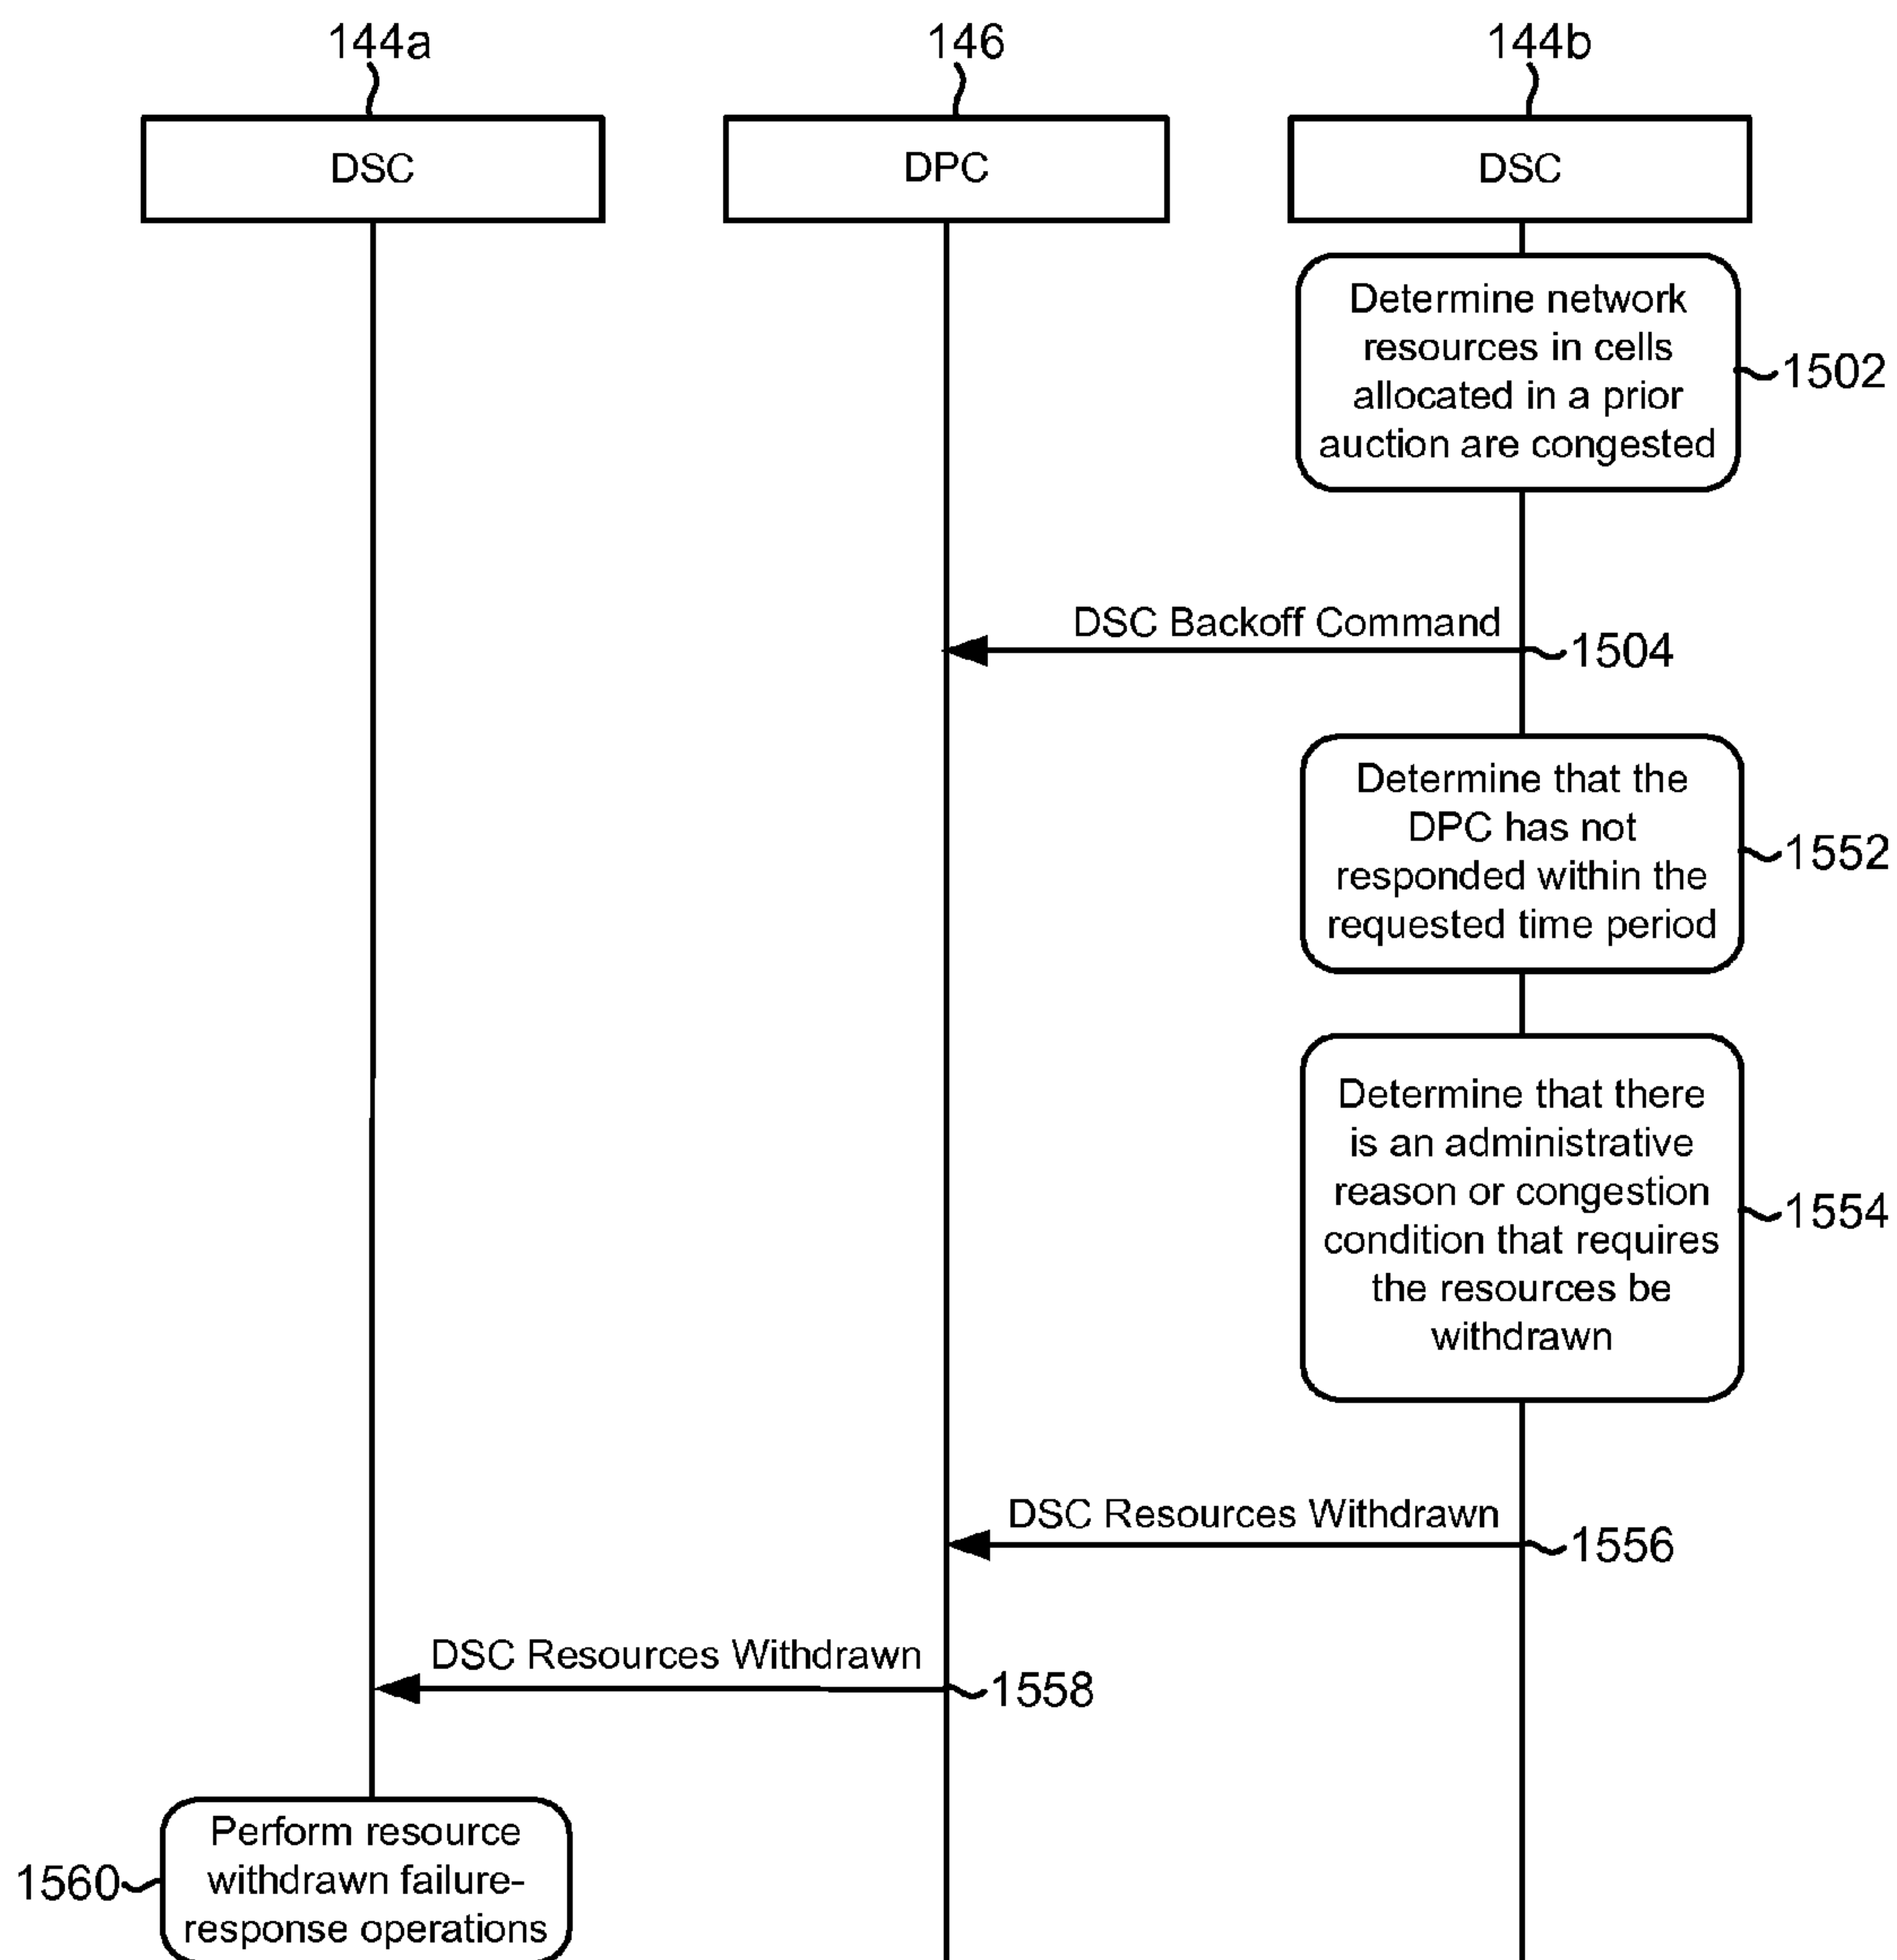 144a
146
144b
DSC
DPC
DSC
Determine network
resources in cells
allocated in a prior
auction are congested
1502
DSC Backoff Command
1504
Determine that the
DPC has not
responded within the
requested time period
1552
Determine that there
is an administrative
reason or congestion
condition that requires
the resources be
withdrawn
1554
DSC Resources Withdrawn
1556
DSC Resources Withdrawn
1558
Perform resource
withdrawn failure-
response operations
1560